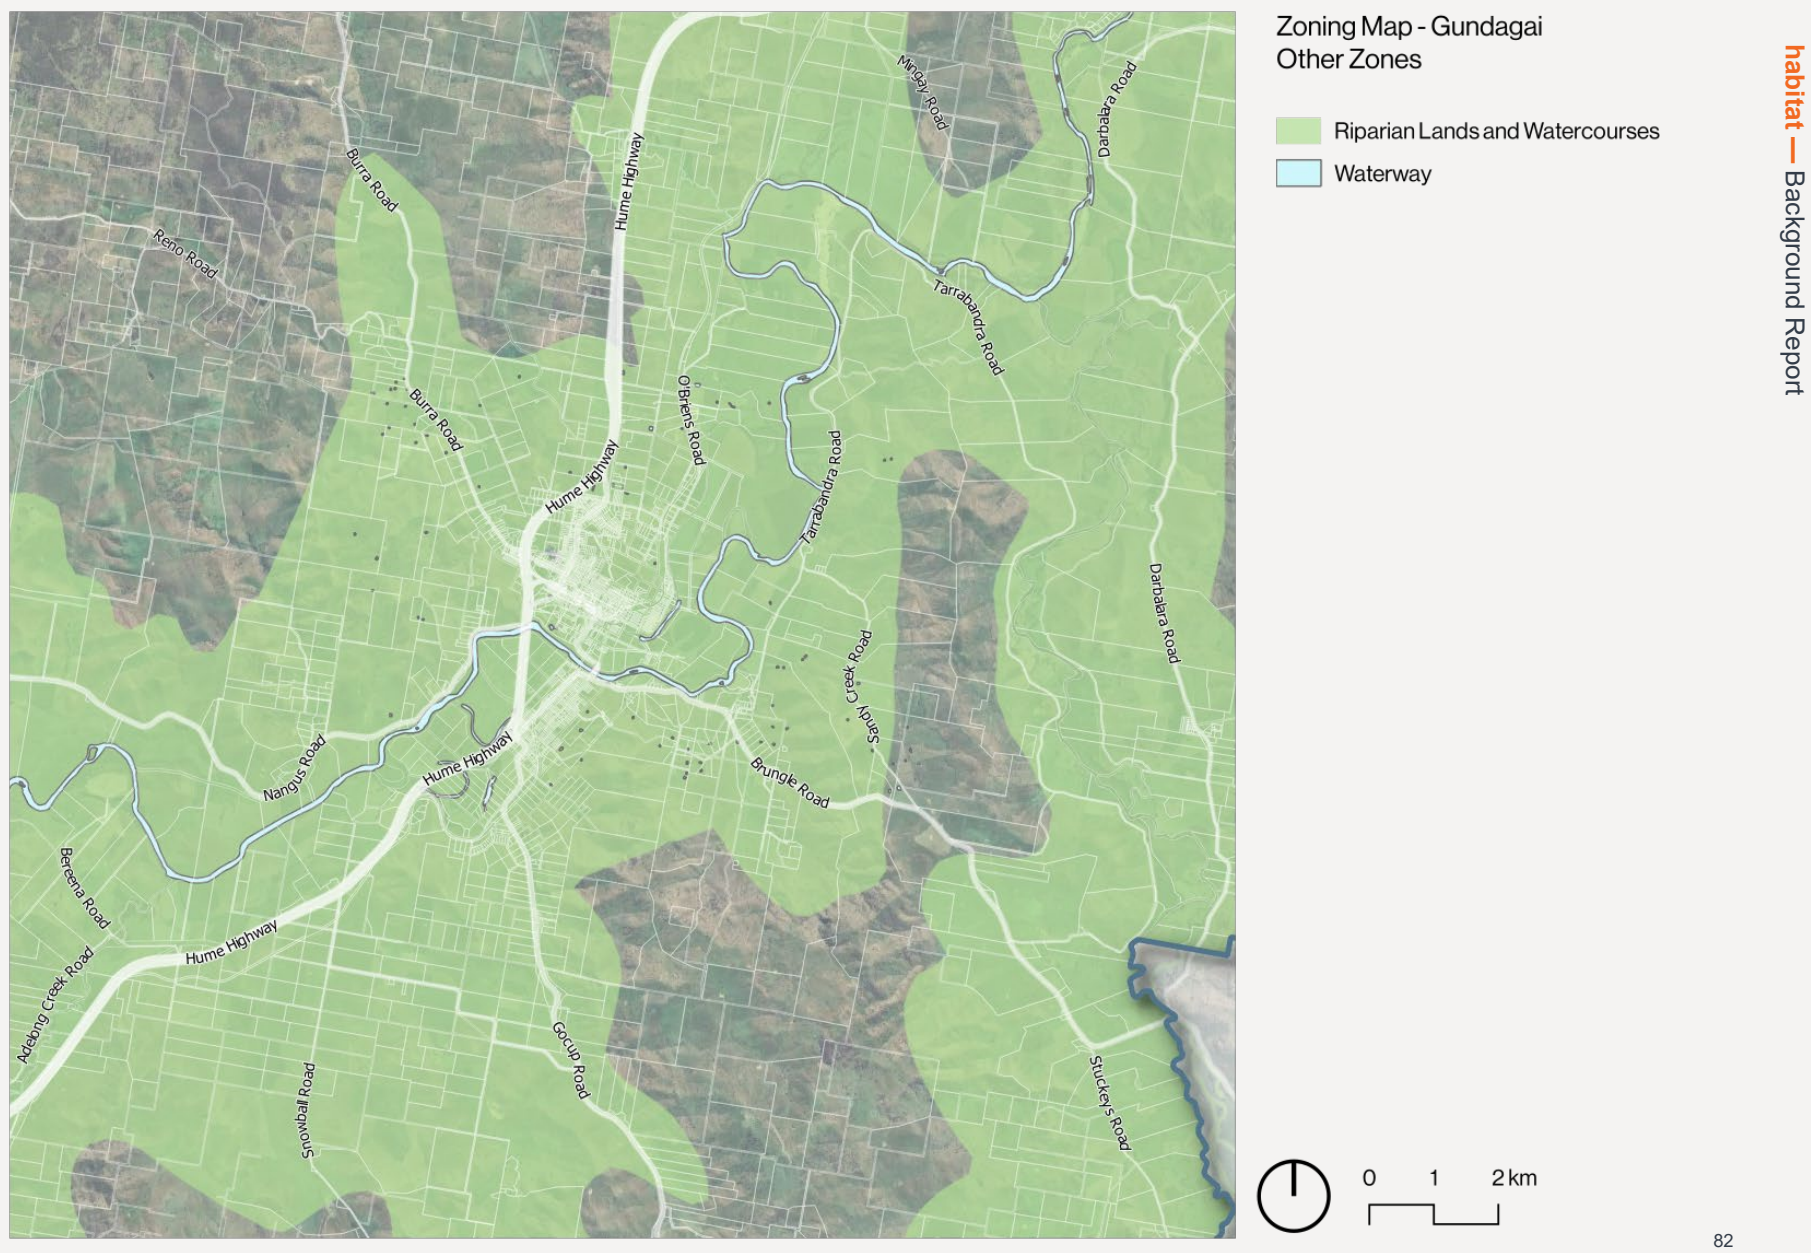 Zoning Map - Gundagai
Other Zones
Riparian Lands and Watercourses
Waterway
habitat — Background Report
Mingay Road
Darbalara Road
Hume Highway
Burra Road
Reno Road
Tarrabandra Road
O'Briens Road
Burra Road
Hume Highway
Tarrabandra Road
Darbalara Road
Sandy Creek Road
Nangus Road
Hume Highway
Brungle Road
Bereena Road
Hume Highway
Adelong Creek Road
Gocup Road
Snowball Road
Stuckeys Road
0 1 2 km
82